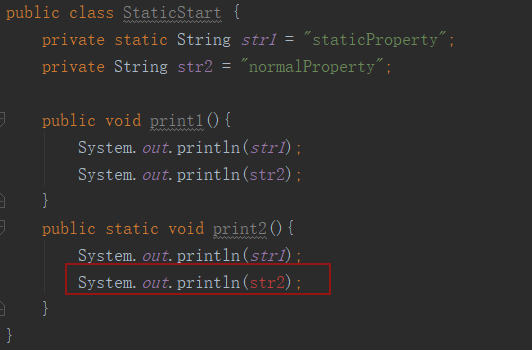 public class StaticStart {
private static String str1 = "staticProperty";
private String str2 = "normalProperty";
public void print1(){
System.out.println(str1);
System.out.println(str2);
}
public static void print2(){
System.out.println(str1);
System.out.println(str2);
}
}